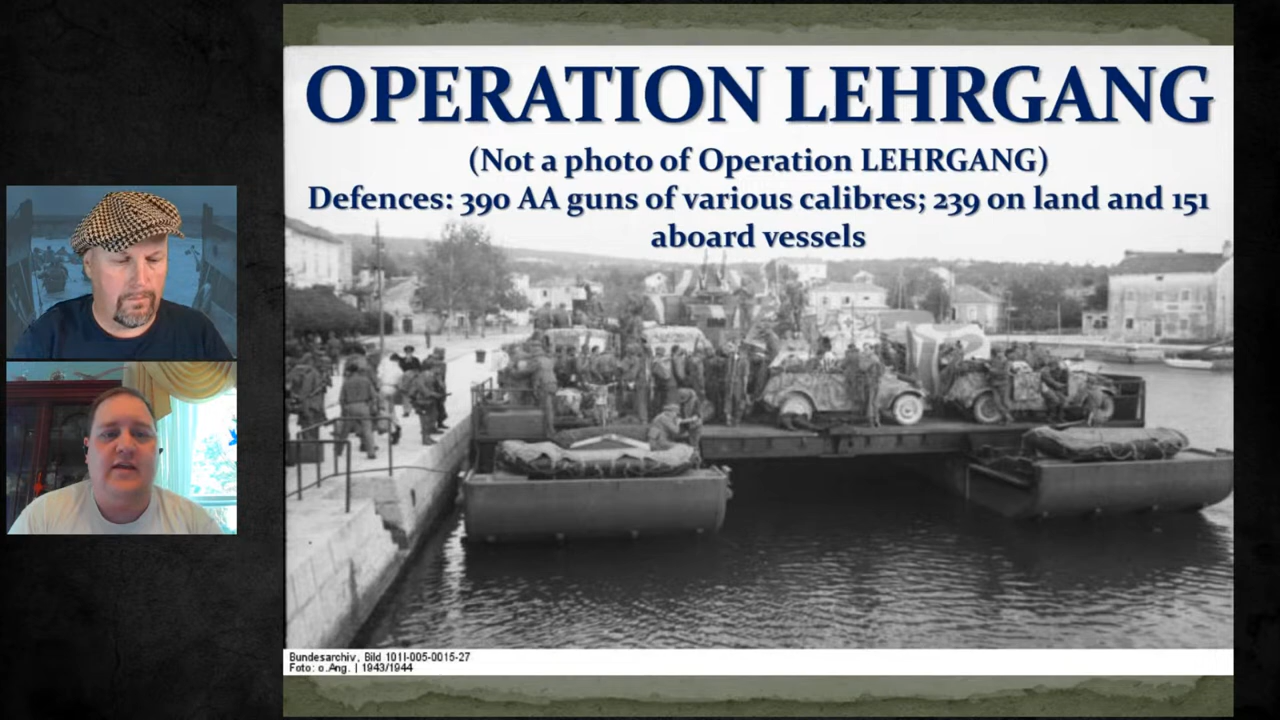 OPERATION LEHRGANG
(Not a photo of Operation LEHRGANG)
Defences: 390 AA guns of various calibres; 239 on land and 151
aboard vessels
Bundesarchiv, Bild 101I-005-0015-27
Foto: o.Ang. | 1943/1944